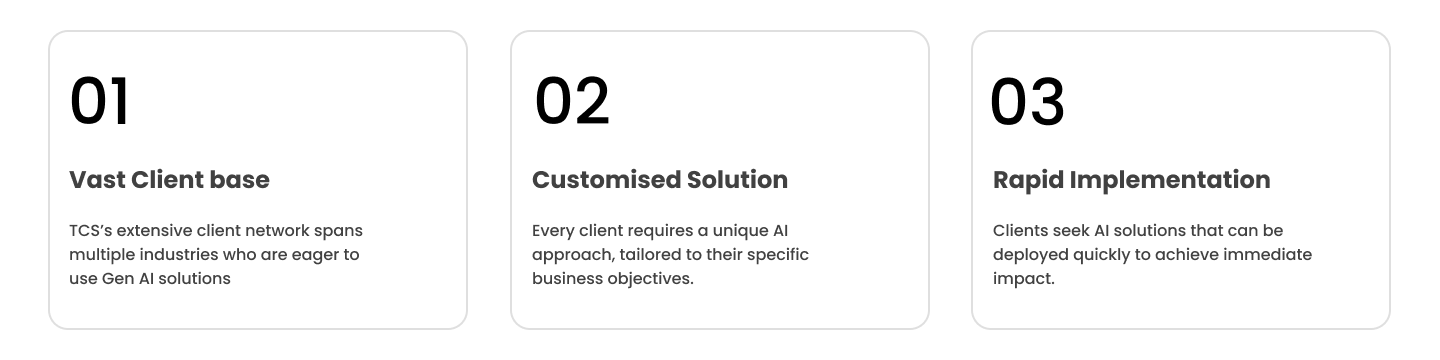 01
Vast Client base
TCS’s extensive client network spans
multiple industries who are eager to
use Gen AI solutions
02
Customised Solution
Every client requires a unique AI
approach, tailored to their specific
business objectives.
03
Rapid Implementation
Clients seek AI solutions that can be
deployed quickly to achieve immediate
impact.